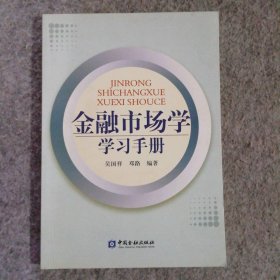 JINRONG
SHICHANGXUE
XUEXI SHOUCE
金融市场学
学习手册
吴国祥 邓路 编著
中国金融出版社